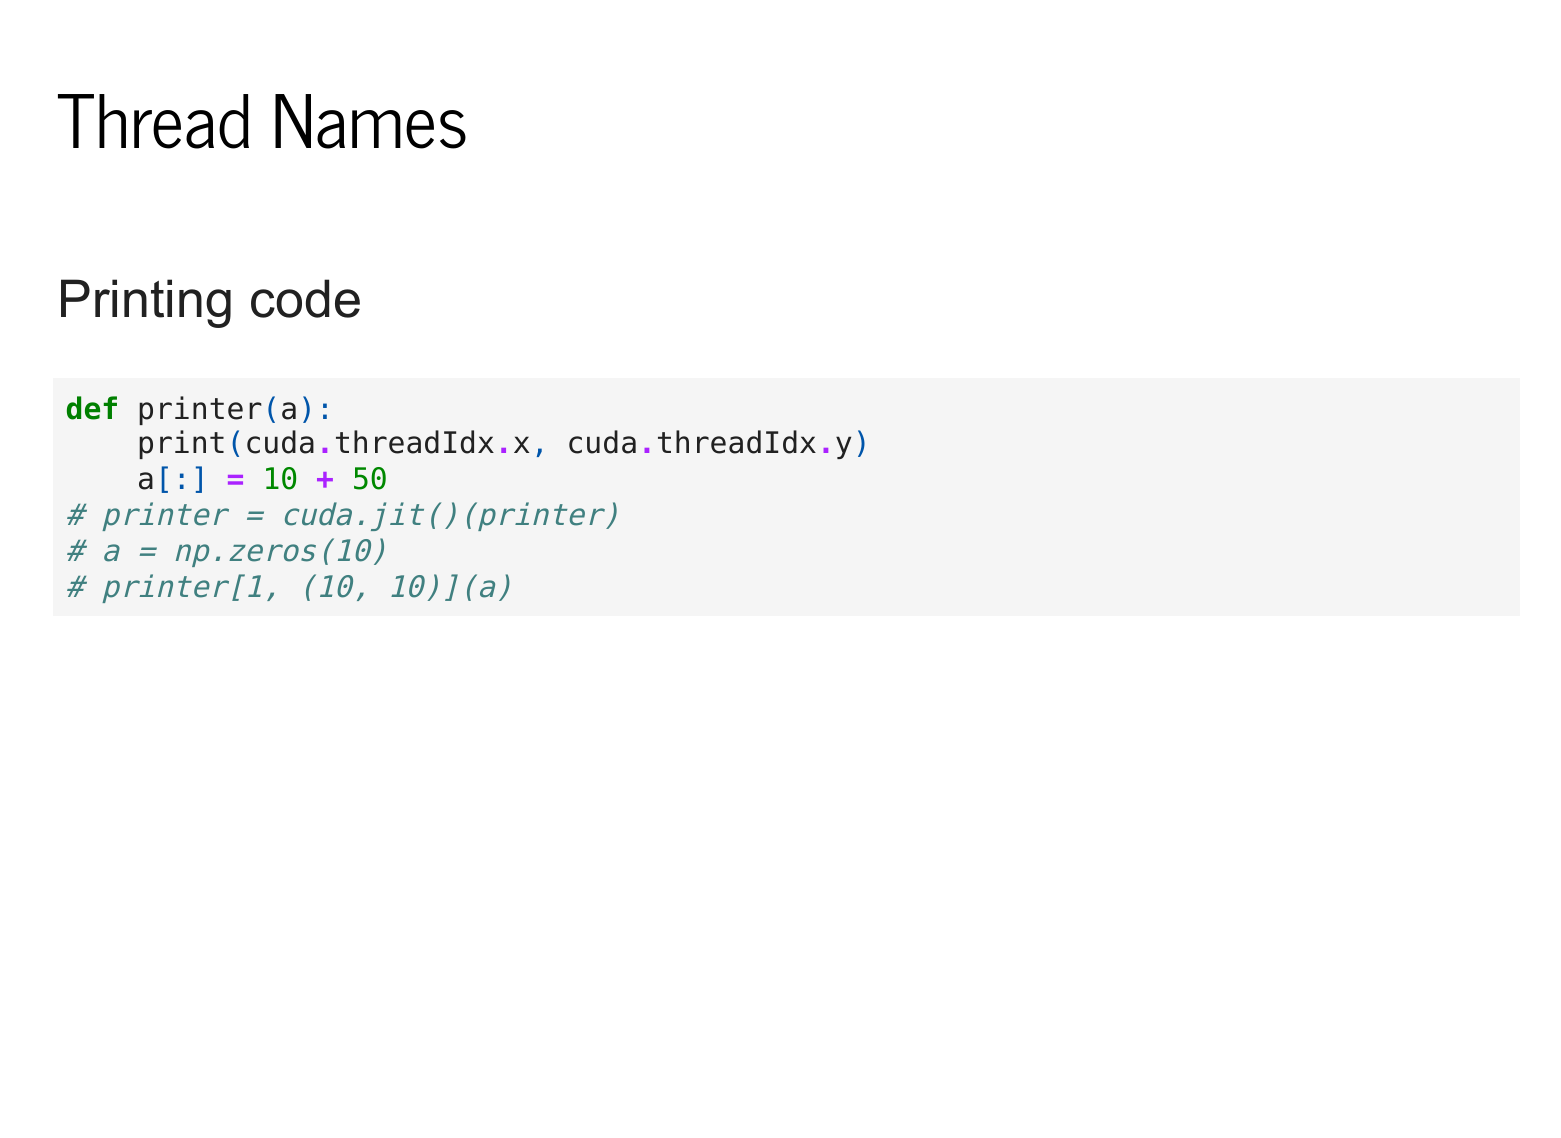 Thread Names
Printing code
def printer(a):
    print(cuda.threadIdx.x, cuda.threadIdx.y)
    a[:] = 10 + 50
# printer = cuda.jit()(printer)
# a = np.zeros(10)
# printer[1, (10, 10)](a)